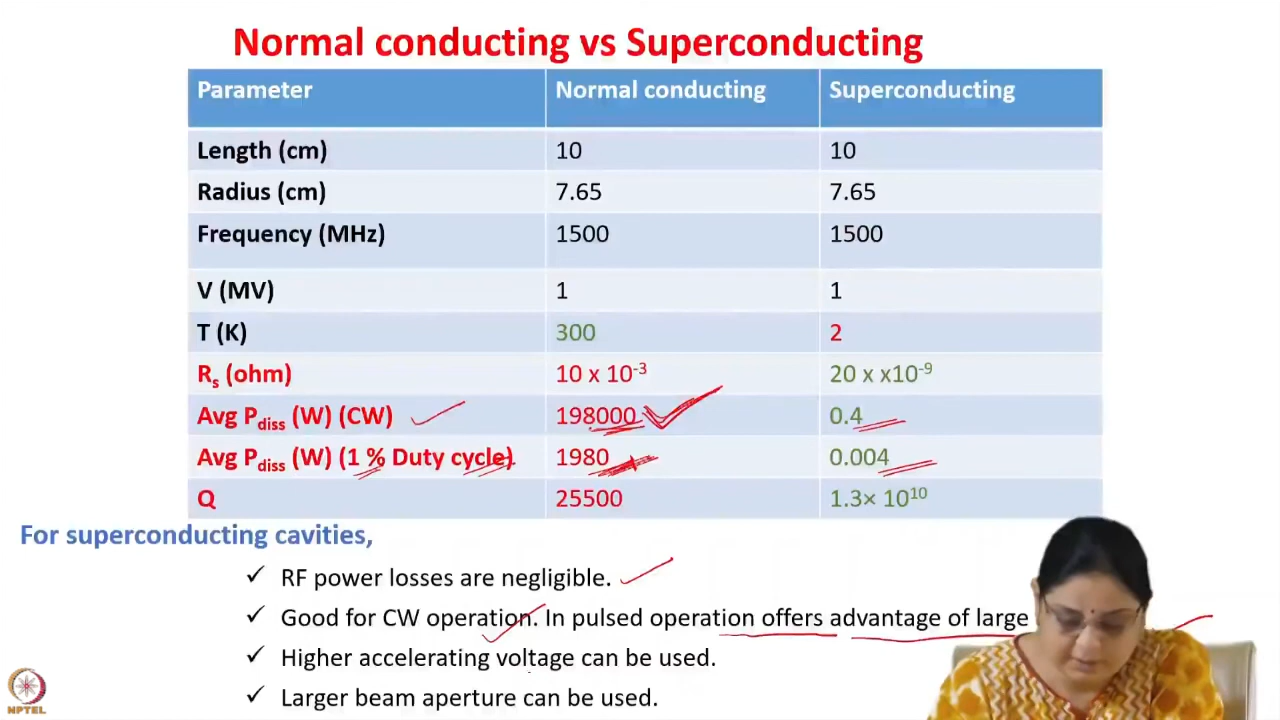 Normal conducting vs Superconducting
Parameter Normal conducting Superconducting
Length (cm) 10 10
Radius (cm) 7.65 7.65
Frequency (MHz) 1500 1500
V (MV) 1 1
T (K) 300 2
Rs (ohm) 10 x 10⁻³ 20 x x10⁻⁹
Avg Pdiss (W) (CW) 198000 0.4
Avg Pdiss (W) (1 % Duty cycle) 1980 0.004
Q 25500 1.3× 10¹⁰
For superconducting cavities,
✓ RF power losses are negligible.
✓ Good for CW operation. In pulsed operation offers advantage of large
✓ Higher accelerating voltage can be used.
✓ Larger beam aperture can be used.
NPTEL